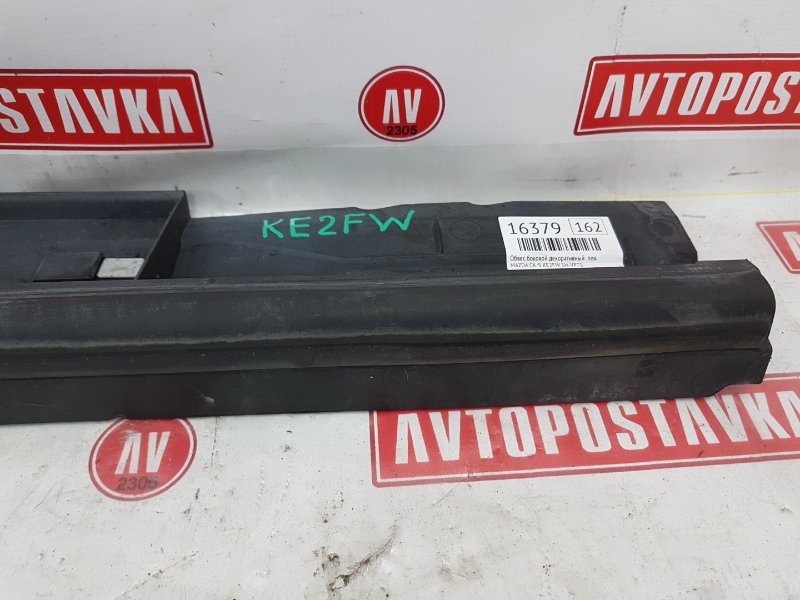 OSTAVKA
AV
2305
AVTOPOST
KE2FW
16379 162
Обвес боковой декоративный лев.
MAZDA CX-5 KE2FW SH-VPTS
AV
2305
AVTOPOSTAVKA